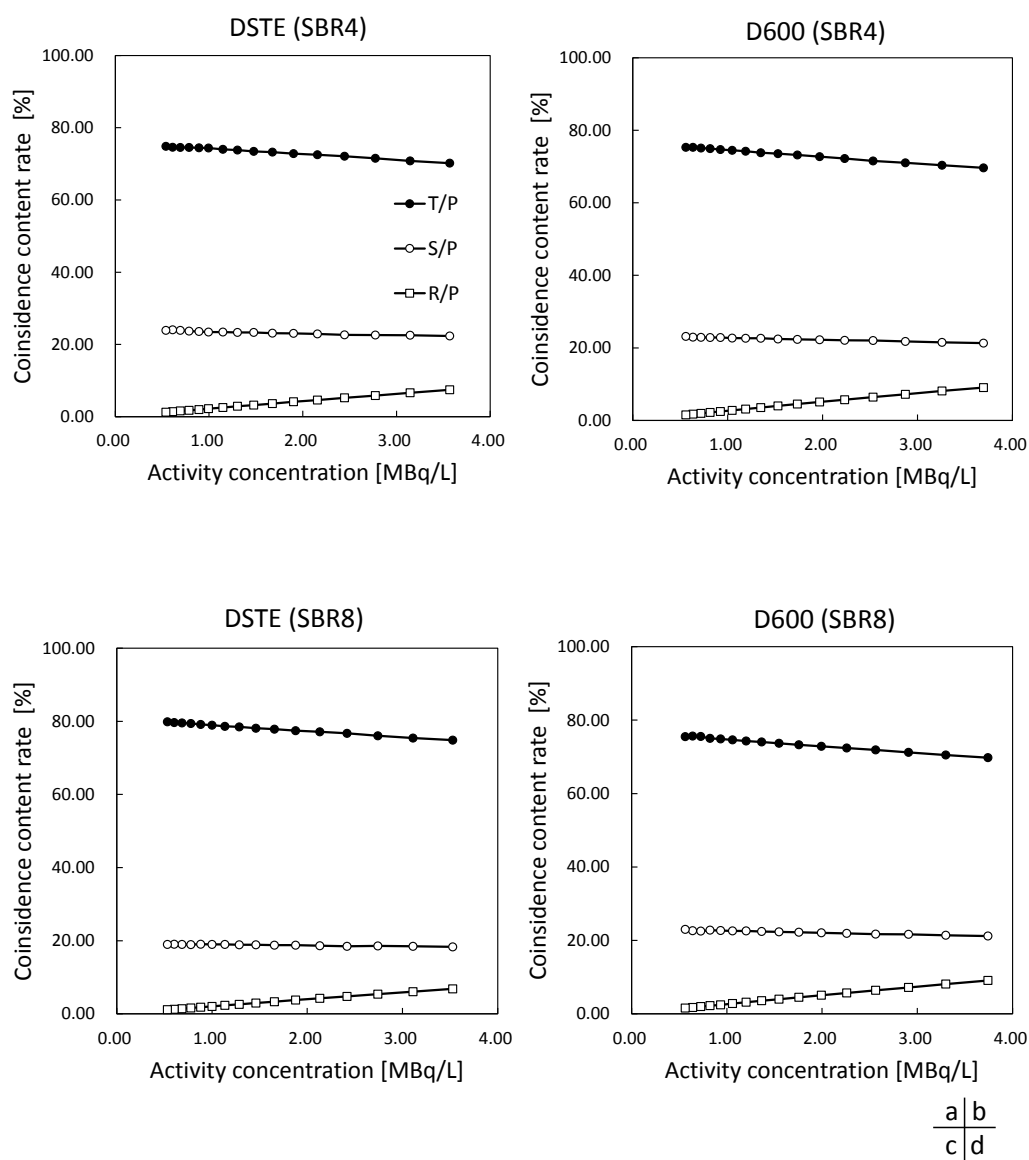 DSTE (SBR4)
100.00
80.00
60.00
40.00
20.00
0.00
Coinsidence content rate [%]
T/P
S/P
R/P
0.00 1.00 2.00 3.00 4.00
Activity concentration [MBq/L]
D600 (SBR4)
100.00
80.00
60.00
40.00
20.00
0.00
Coinsidence content rate [%]
0.00 1.00 2.00 3.00 4.00
Activity concentration [MBq/L]
DSTE (SBR8)
100.00
80.00
60.00
40.00
20.00
0.00
Coinsidence content rate [%]
0.00 1.00 2.00 3.00 4.00
Activity concentration [MBq/L]
D600 (SBR8)
100.00
80.00
60.00
40.00
20.00
0.00
Coinsidence content rate [%]
0.00 1.00 2.00 3.00 4.00
Activity concentration [MBq/L]
a b
c d